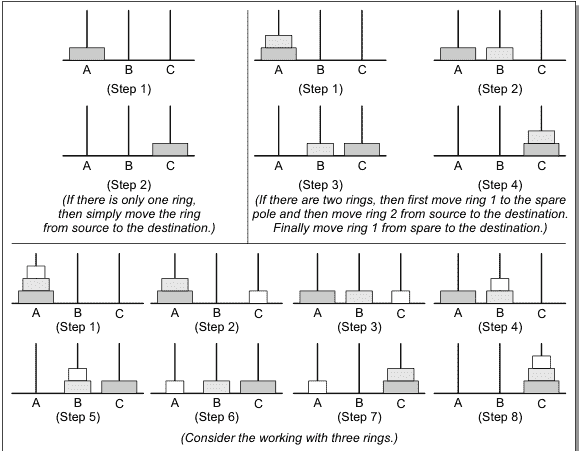 A B C
(Step 1)
A B C
(Step 2)
(If there is only one ring,
then simply move the ring
from source to the destination.)
A B C
(Step 1)
A B C
(Step 2)
A B C
(Step 3)
A B C
(Step 4)
(If there are two rings, then first move ring 1 to the spare
pole and then move ring 2 from source to the destination.
Finally move ring 1 from spare to the destination.)
A B C
(Step 1)
A B C
(Step 2)
A B C
(Step 3)
A B C
(Step 4)
A B C
(Step 5)
A B C
(Step 6)
A B C
(Step 7)
A B C
(Step 8)
(Consider the working with three rings.)